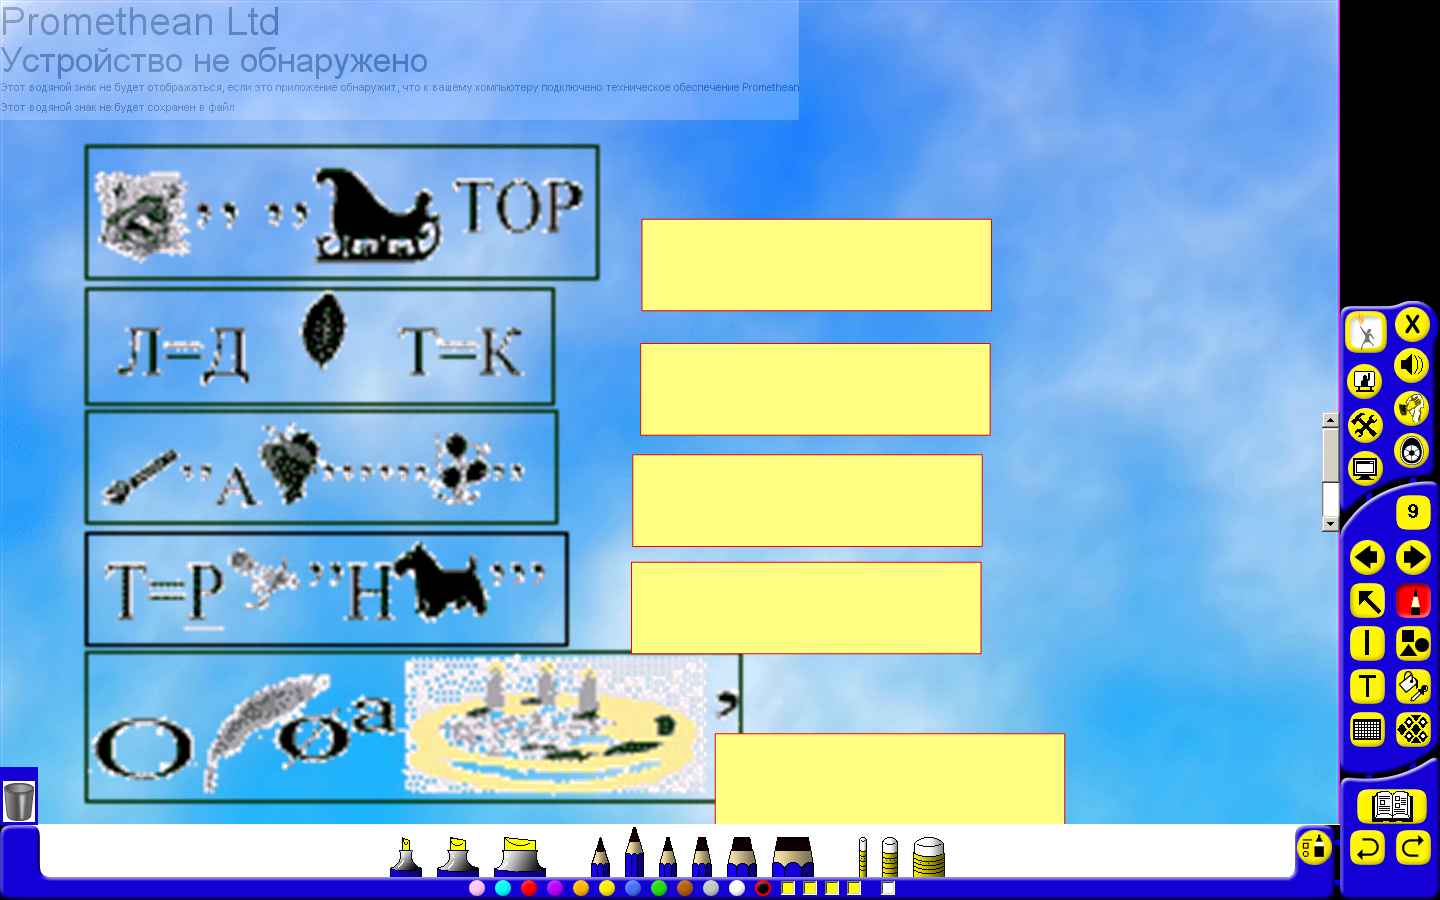 Promethean Ltd
Устройство не обнаружено
Этот водяной знак не будет отображаться, если это приложение обнаружит, что к вашему компьютеру подключено техническое обеспечение Promethean
Этот водяной знак не будет сохранен в файл
,, ,, ТОР
Л=Д Т=К
,, А ,,,,,, ,,
Т=Р ,, Н ,,,
О Ø а ,
X
9
T